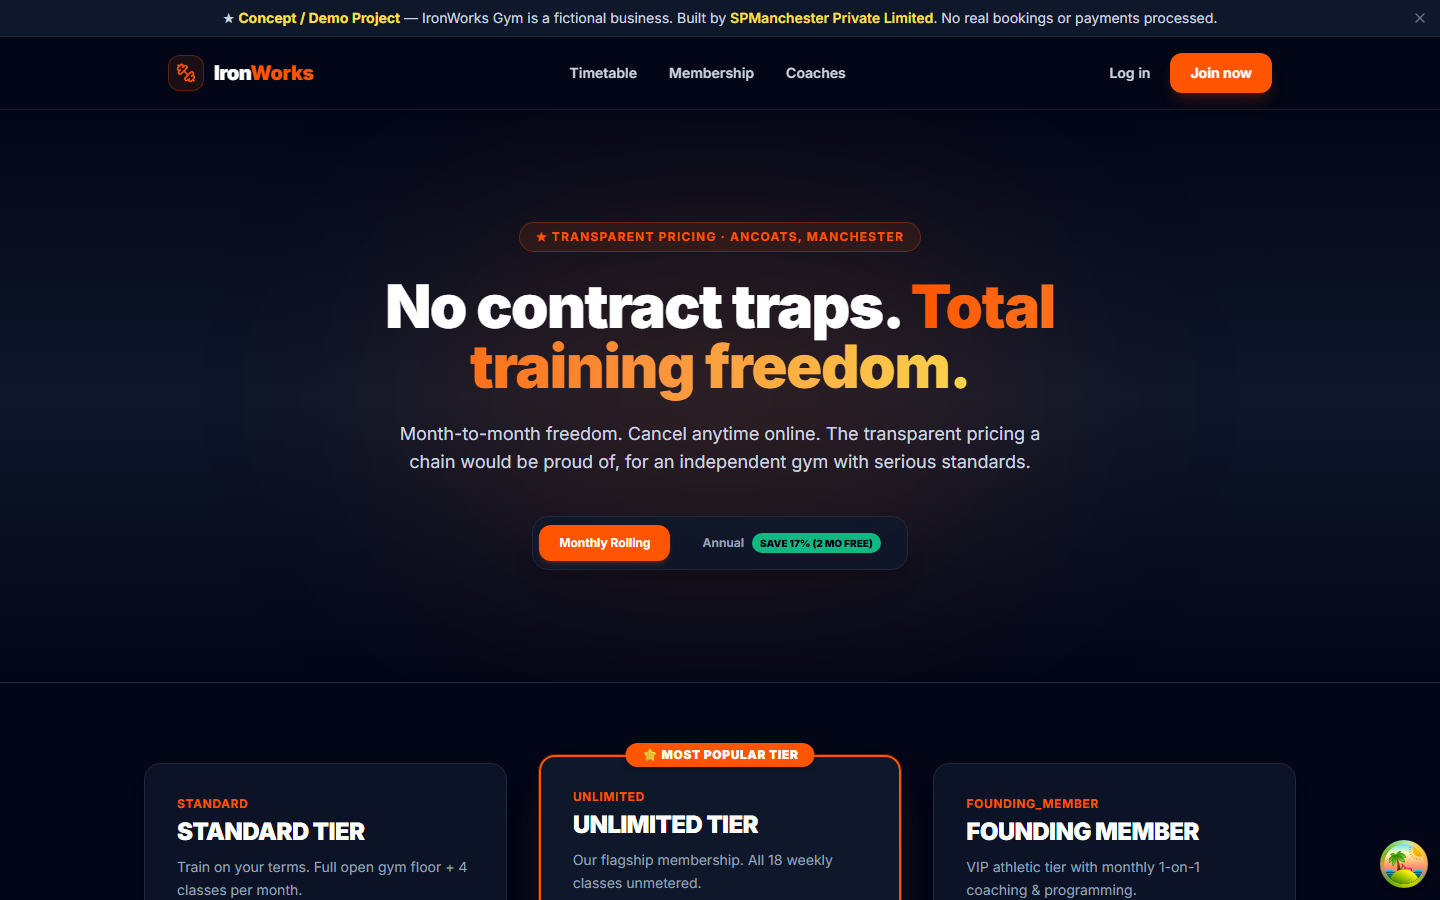 ★ Concept / Demo Project — IronWorks Gym is a fictional business. Built by SPManchester Private Limited. No real bookings or payments processed.
IronWorks
Timetable
Membership
Coaches
Log in
Join now
★ TRANSPARENT PRICING · ANCOATS, MANCHESTER
No contract traps. Total
training freedom.
Month-to-month freedom. Cancel anytime online. The transparent pricing a
chain would be proud of, for an independent gym with serious standards.
Monthly Rolling
Annual SAVE 17% (2 MO FREE)
STANDARD
STANDARD TIER
Train on your terms. Full open gym floor + 4
classes per month.
⭐ MOST POPULAR TIER
UNLIMITED
UNLIMITED TIER
Our flagship membership. All 18 weekly
classes unmetered.
FOUNDING_MEMBER
FOUNDING MEMBER
VIP athletic tier with monthly 1-on-1
coaching & programming.